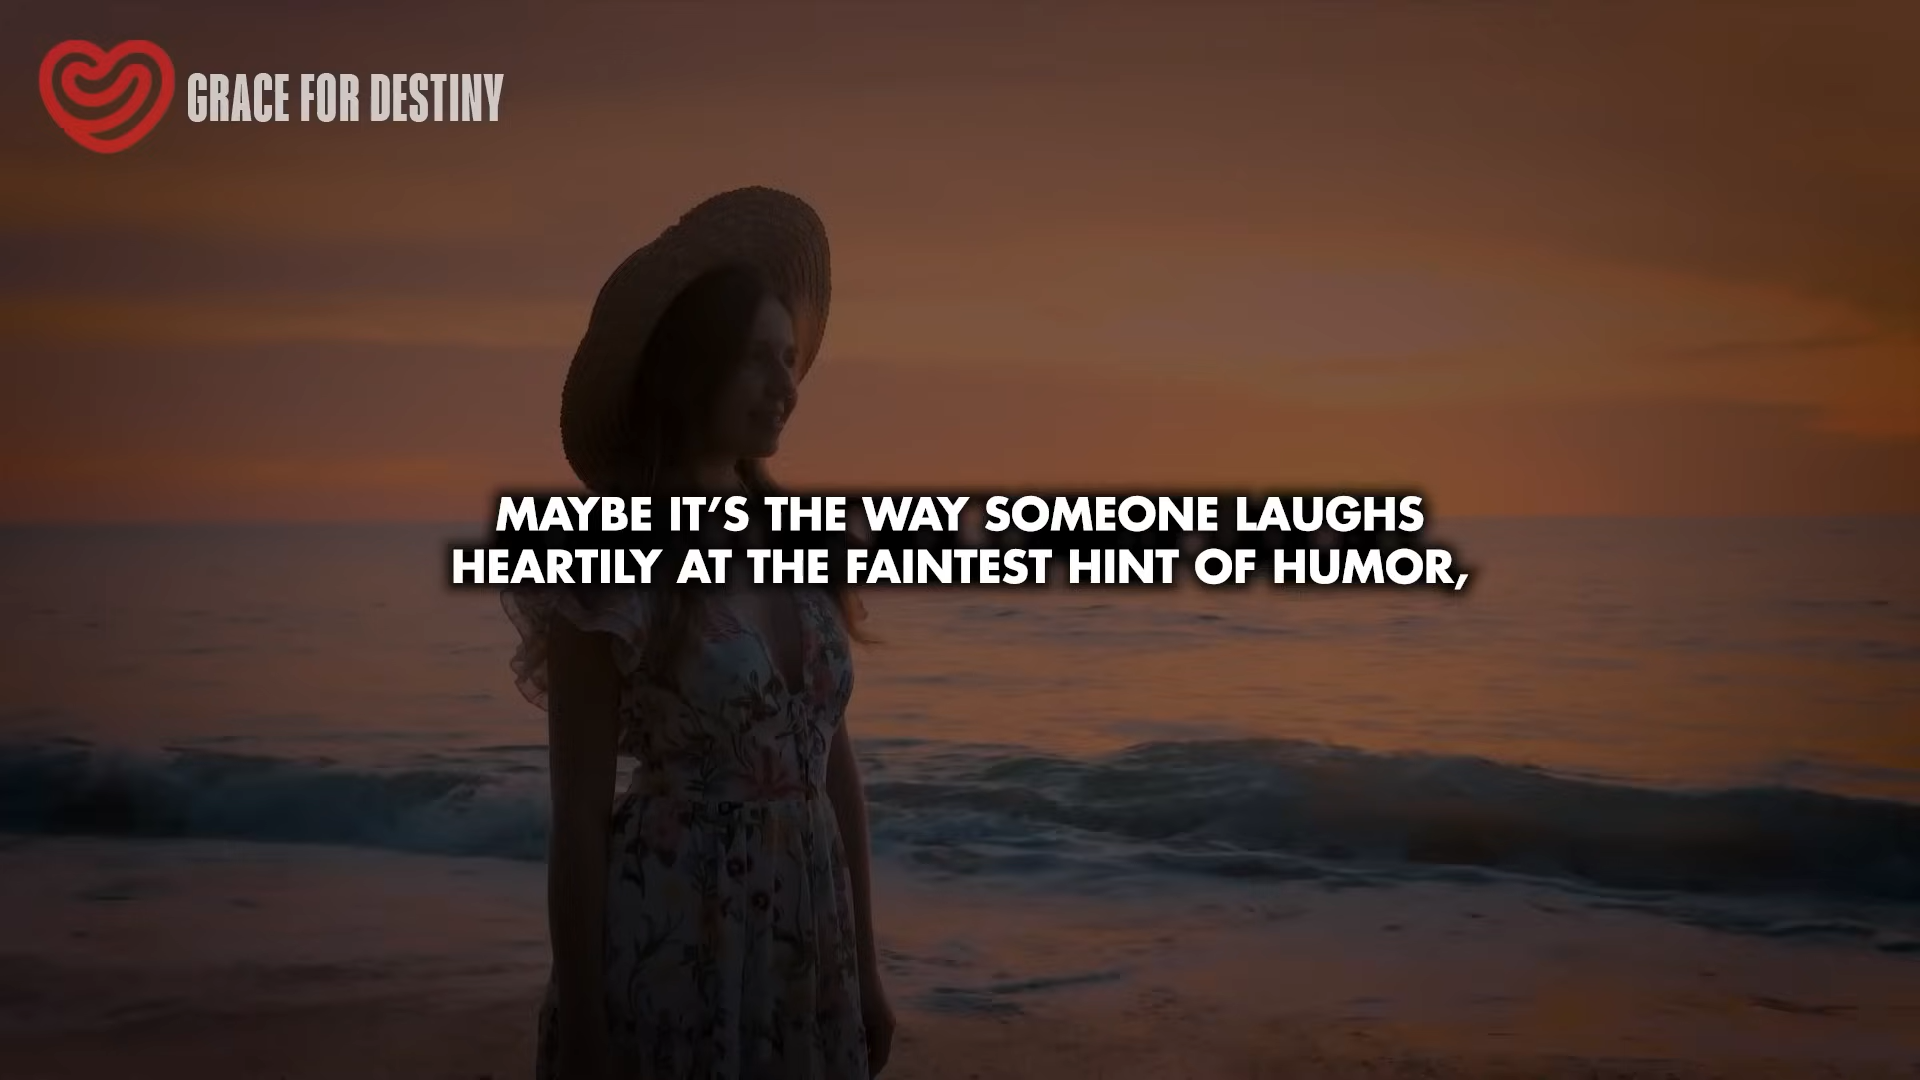 GRACE FOR DESTINY
MAYBE IT’S THE WAY SOMEONE LAUGHS
HEARTILY AT THE FAINTEST HINT OF HUMOR,